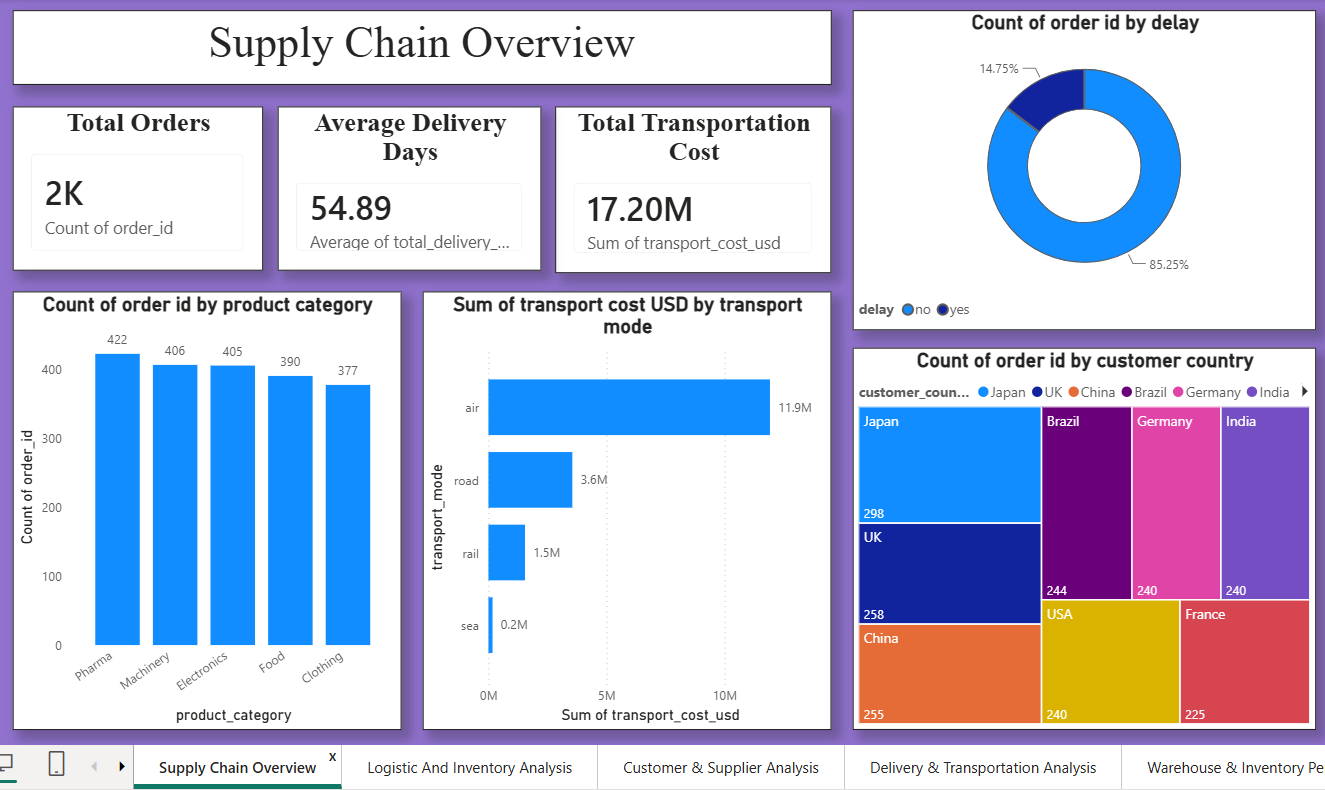 Supply Chain Overview
Total Orders
2K
Count of order_id
Average Delivery
Days
54.89
Average of total_delivery_...
Total Transportation
Cost
17.20M
Sum of transport_cost_usd
Count of order id by delay
14.75%
85.25%
delay no yes
Count of order id by product category
Count of order_id
400
300
200
100
0
422
406
405
390
377
Pharma
Machinery
Electronics
Food
Clothing
product_category
Sum of transport cost USD by transport
mode
transport_mode
air 11.9M
road 3.6M
rail 1.5M
sea 0.2M
0M 5M 10M
Sum of transport_cost_usd
Count of order id by customer country
customer_coun... Japan UK China Brazil Germany India
Japan
298
UK
258
China
255
Brazil
244
Germany
240
India
240
USA
240
France
225
Supply Chain Overview x
Logistic And Inventory Analysis
Customer & Supplier Analysis
Delivery & Transportation Analysis
Warehouse & Inventory Pe